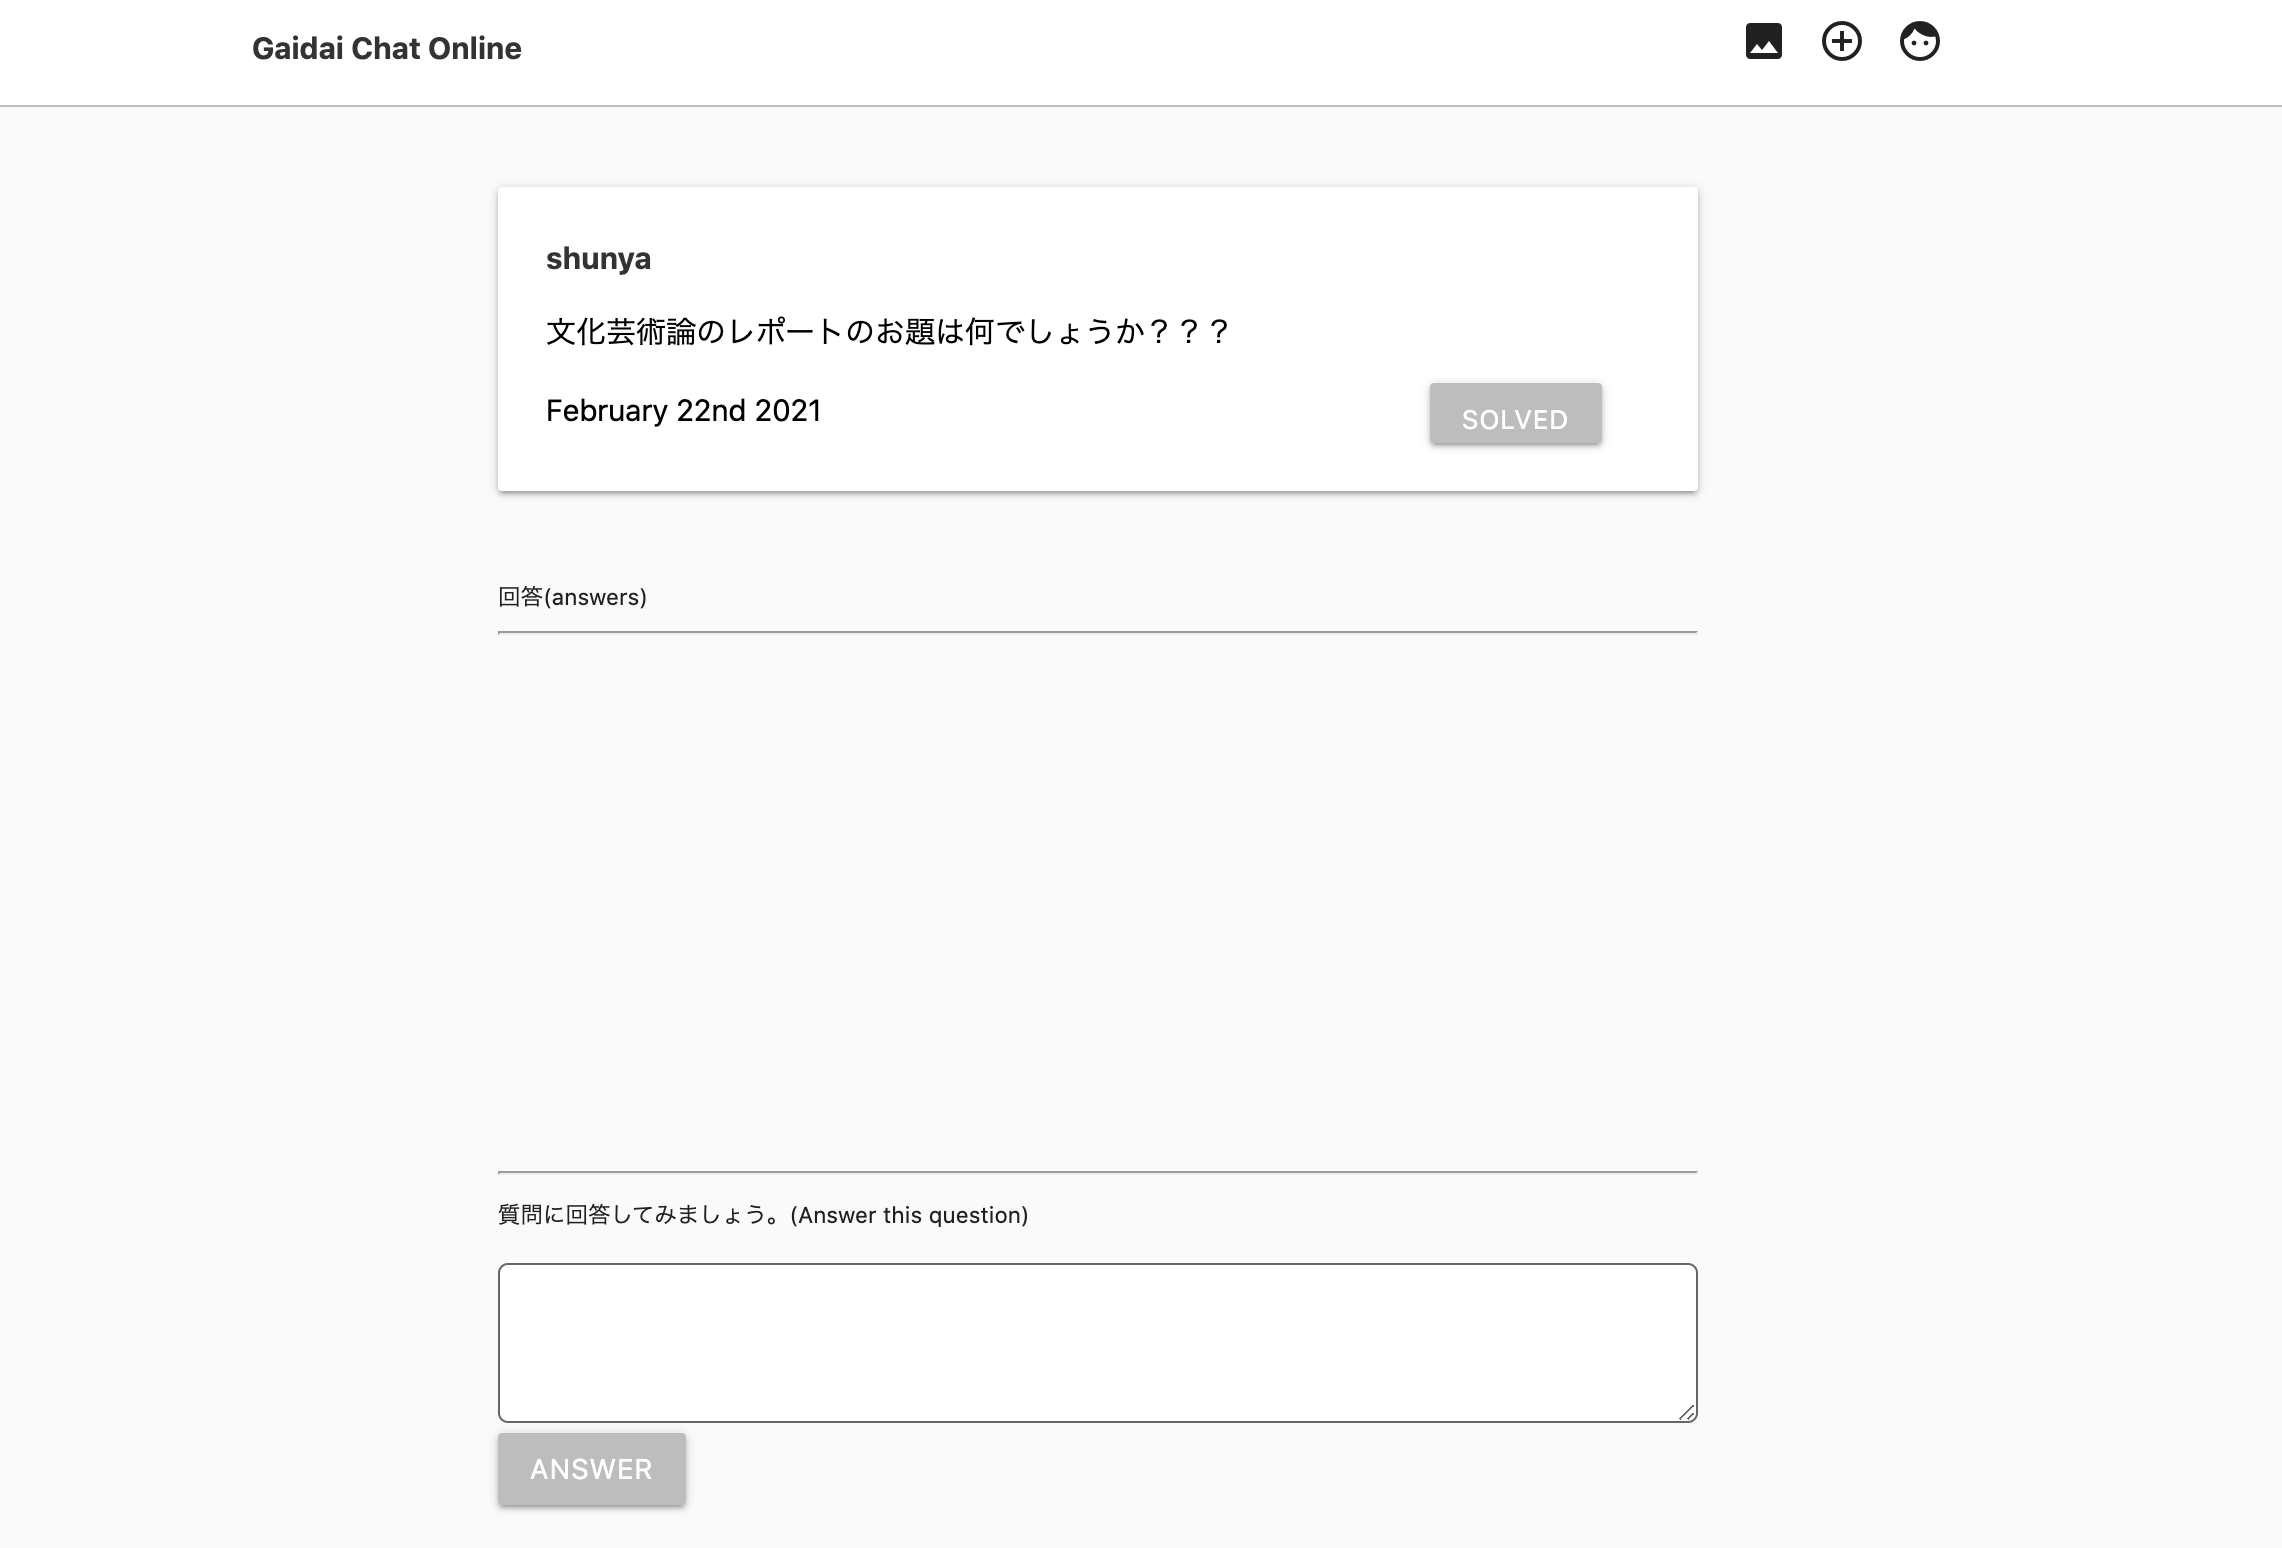 Gaidai Chat Online
shunya
文化芸術論のレポートのお題は何でしょうか？？？
February 22nd 2021
SOLVED
回答(answers)
質問に回答してみましょう。(Answer this question)
ANSWER